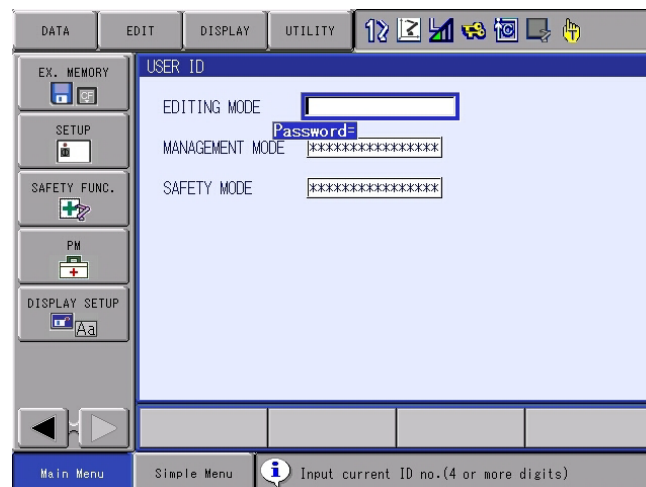 DATA EDIT DISPLAY UTILITY
EX. MEMORY
CF
SETUP
SAFETY FUNC.
PM
DISPLAY SETUP
Aa
USER ID
EDITING MODE
Password=
MANAGEMENT MODE ****************
SAFETY MODE ****************
Main Menu Simple Menu Input current ID no.(4 or more digits)